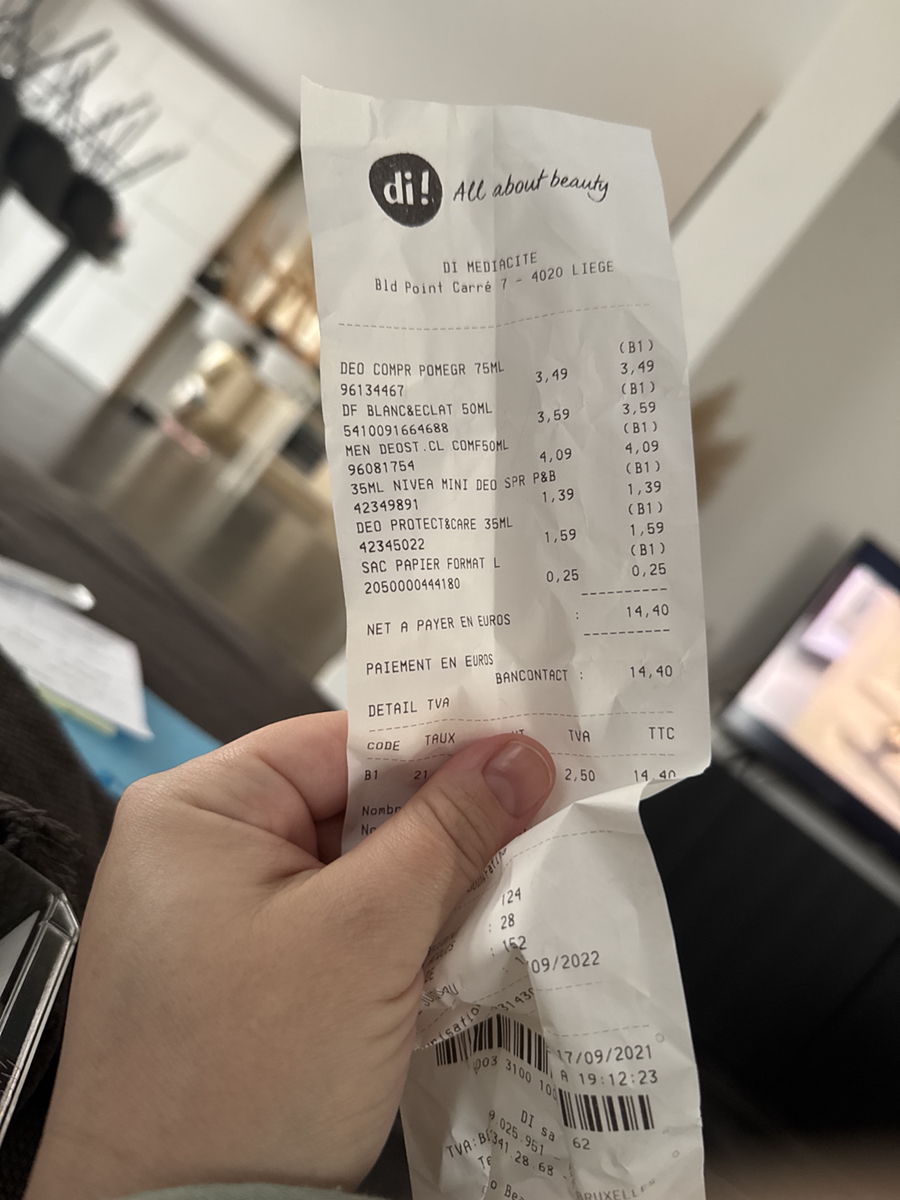 di! All about beauty
DI MEDIACITE
Bld Point Carré 7 - 4020 LIEGE
(B1)
DEO COMPR POMEGR 75ML 3,49 3,49
96134467 (B1)
DF BLANC&ECLAT 50ML 3,59 3,59
5410091664688 (B1)
MEN DEOST.CL COMF50ML 4,09 4,09
96081754 (B1)
35ML NIVEA MINI DEO SPR P&B 1,39 1,39
42349891 (B1)
DEO PROTECT&CARE 35ML 1,59 1,59
42345022 (B1)
SAC PAPIER FORMAT L 0,25 0,25
2050000444180
NET A PAYER EN EUROS : 14,40
PAIEMENT EN EUROS
BANCONTACT : 14,40
DETAIL TVA
CODE TAUX TVA TTC
B1 21 2,50 14,40
: 28
: 152
09/2022
17/09/2021
A 19:12:23
3100
62
DI
TVA:
BRUXELLES